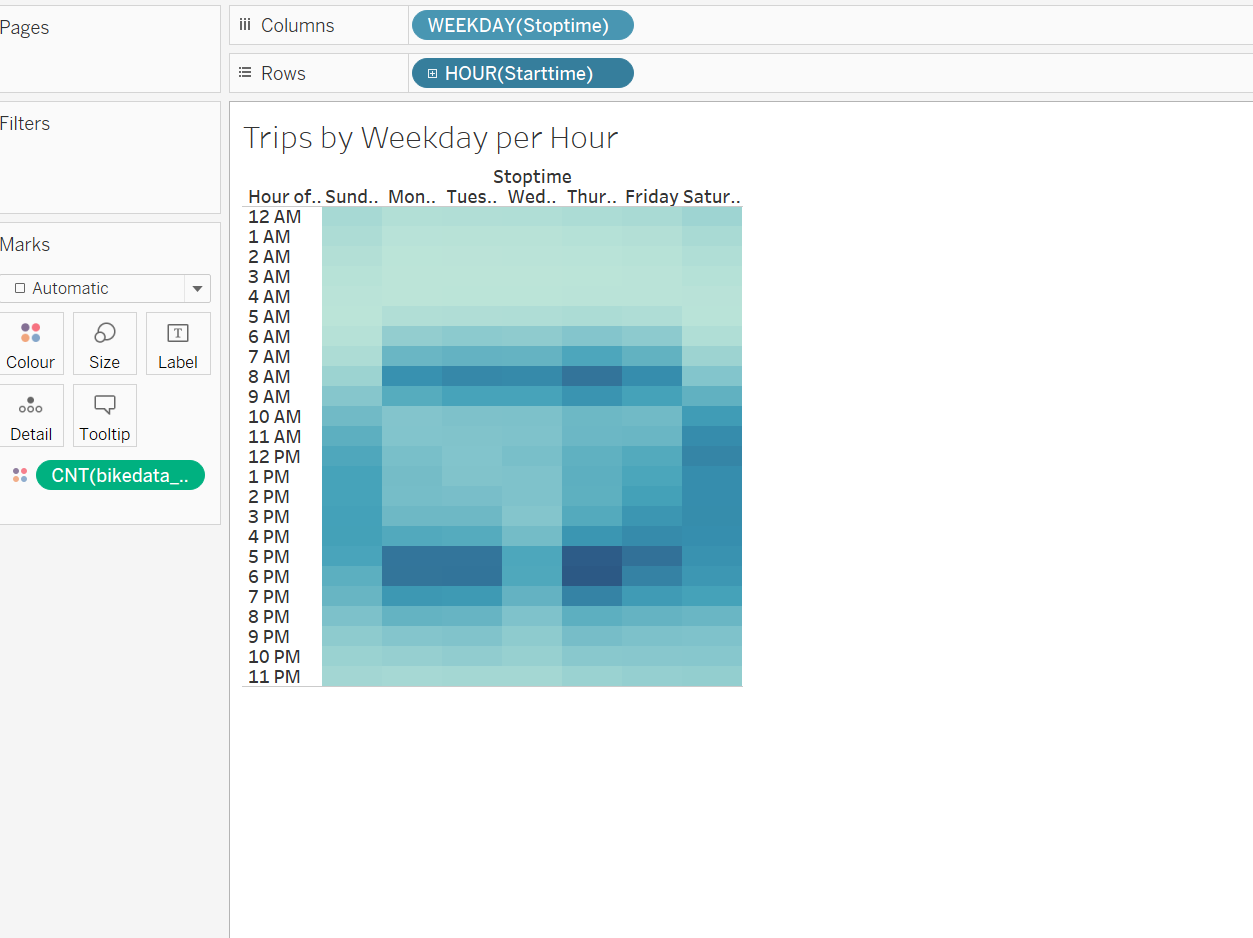 Pages
Columns
WEEKDAY(Stoptime)
Rows
HOUR(Starttime)
Filters
Marks
Automatic
Colour
Size
T
Label
Detail
Tooltip
CNT(bikedata_..
Trips by Weekday per Hour
Stoptime
Hour of.. Sund.. Mon.. Tues.. Wed.. Thur.. Friday Satur..
12 AM
1 AM
2 AM
3 AM
4 AM
5 AM
6 AM
7 AM
8 AM
9 AM
10 AM
11 AM
12 PM
1 PM
2 PM
3 PM
4 PM
5 PM
6 PM
7 PM
8 PM
9 PM
10 PM
11 PM